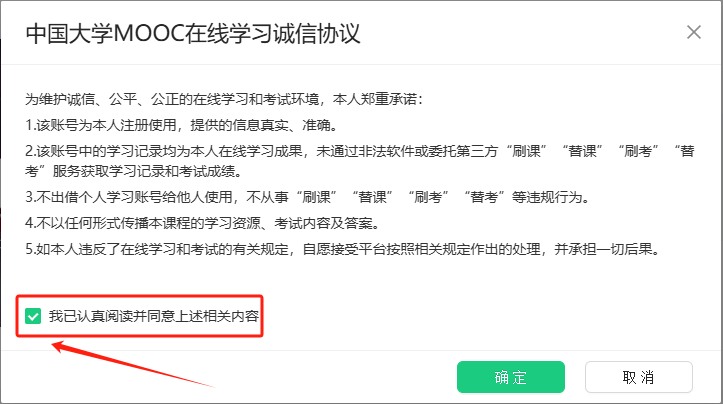 中国大学MOOC在线学习诚信协议
为维护诚信、公平、公正的在线学习和考试环境，本人郑重承诺：
1.该账号为本人注册使用，提供的信息真实、准确。
2.该账号中的学习记录均为本人在线学习成果，未通过非法软件或委托第三方“刷课”“替课”“刷考”“替
考”服务获取学习记录和考试成绩。
3.不出借个人学习账号给他人使用，不从事“刷课”“替课”“刷考”“替考”等违规行为。
4.不以任何形式传播本课程的学习资源、考试内容及答案。
5.如本人违反了在线学习和考试的有关规定，自愿接受平台按照相关规定作出的处理，并承担一切后果。
我已认真阅读并同意上述相关内容
确定 取消